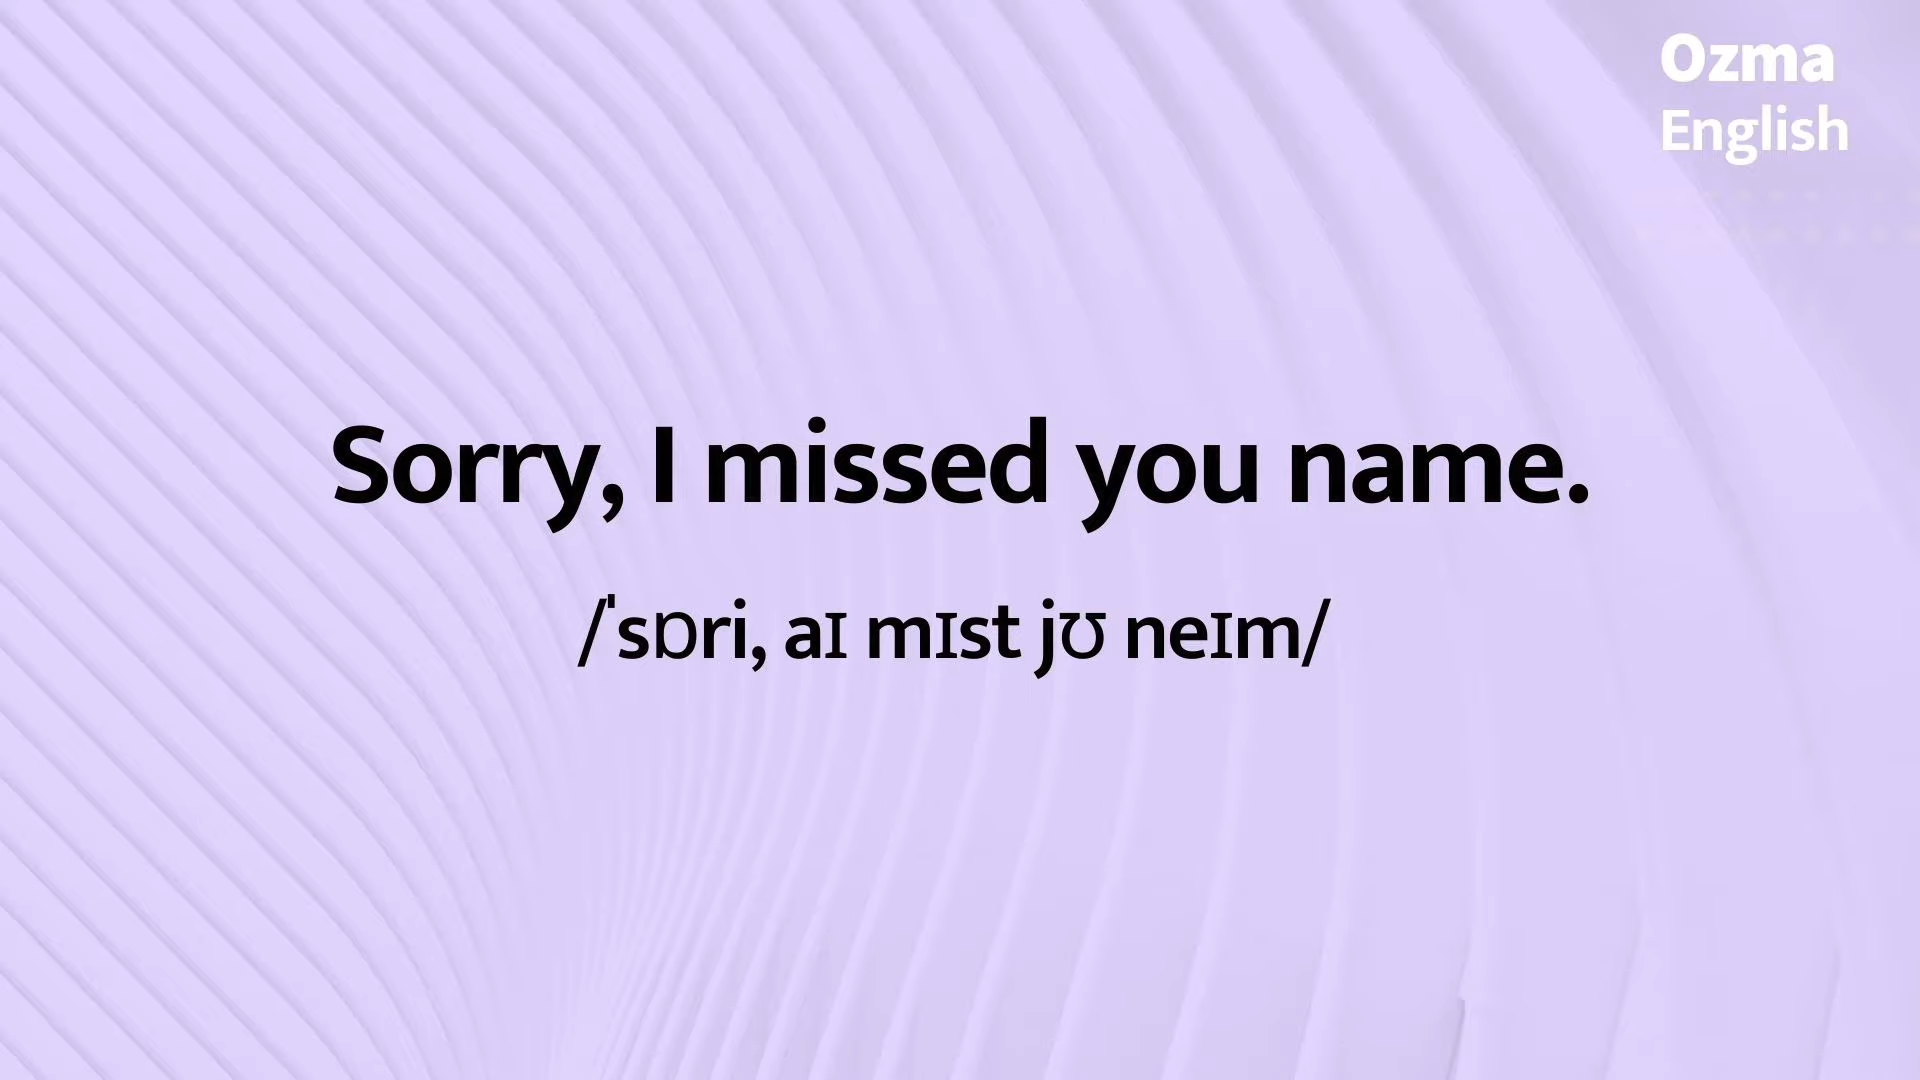 Ozma
English
Sorry, I missed you name.
/ˈsɒri, aɪ mɪst jʊ neɪm/